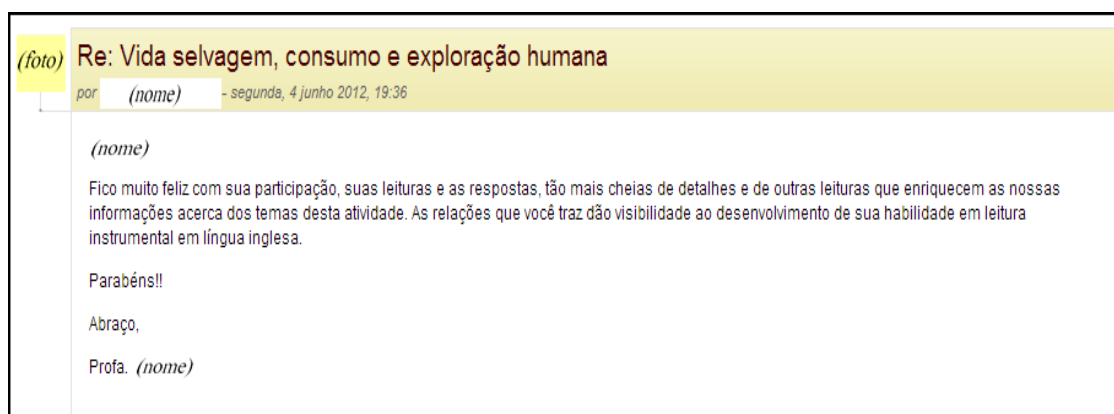 (foto) Re: Vida selvagem, consumo e exploração humana
por (nome) - segunda, 4 junho 2012, 19:36
(nome)
Fico muito feliz com sua participação, suas leituras e as respostas, tão mais cheias de detalhes e de outras leituras que enriquecem as nossas
informações acerca dos temas desta atividade. As relações que você traz dão visibilidade ao desenvolvimento de sua habilidade em leitura
instrumental em língua inglesa.
Parabéns!!
Abraço,
Profa. (nome)